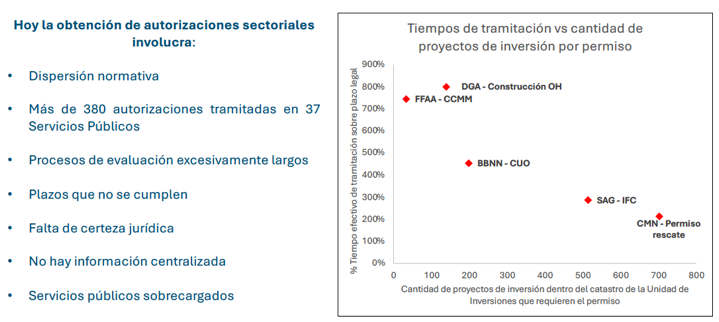 Hoy la obtención de autorizaciones sectoriales
involucra:
• Dispersión normativa
• Más de 380 autorizaciones tramitadas en 37
Servicios Públicos
• Procesos de evaluación excesivamente largos
• Plazos que no se cumplen
• Falta de certeza jurídica
• No hay información centralizada
• Servicios públicos sobrecargados
Tiempos de tramitación vs cantidad de
proyectos de inversión por permiso
% Tiempo efectivo de tramitación sobre plazo legal
900%
800%
700%
600%
500%
400%
300%
200%
100%
0%
DGA - Construcción OH
FFAA - CCMM
BBNN - CUO
SAG - IFC
CMN - Permiso
rescate
0 100 200 300 400 500 600 700 800
Cantidad de proyectos de inversión dentro del catastro de la Unidad de
Inversiones que requieren el permiso